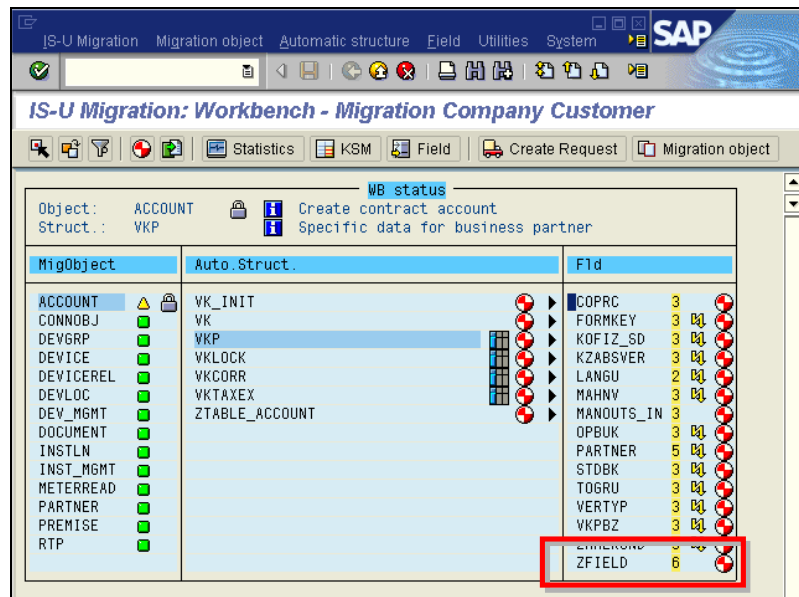 IS-U Migration Migration object Automatic structure Field Utilities System SAP
IS-U Migration: Workbench - Migration Company Customer
Statistics KSM Field Create Request Migration object
WB status
Object: ACCOUNT Create contract account
Struct.: VKP Specific data for business partner
MigObject Auto.Struct. Fld
ACCOUNT VK_INIT COPRC 3
CONNOBJ VK FORMKEY 3
DEVGRP VKP KOFIZ_SD 3
DEVICE VKLOCK KZABSVER 3
DEVICEREL VKCORR LANGU 2
DEVLOC VKTAXEX MAHNV 3
DEV_MGMT ZTABLE_ACCOUNT MANOUTS_IN 3
DOCUMENT OPBUK 3
INSTLN PARTNER 5
INST_MGMT STDBK 3
METERREAD TOGRU 3
PARTNER VERTYP 3
PREMISE VKPBZ 3
RTP
ZFIELD 6